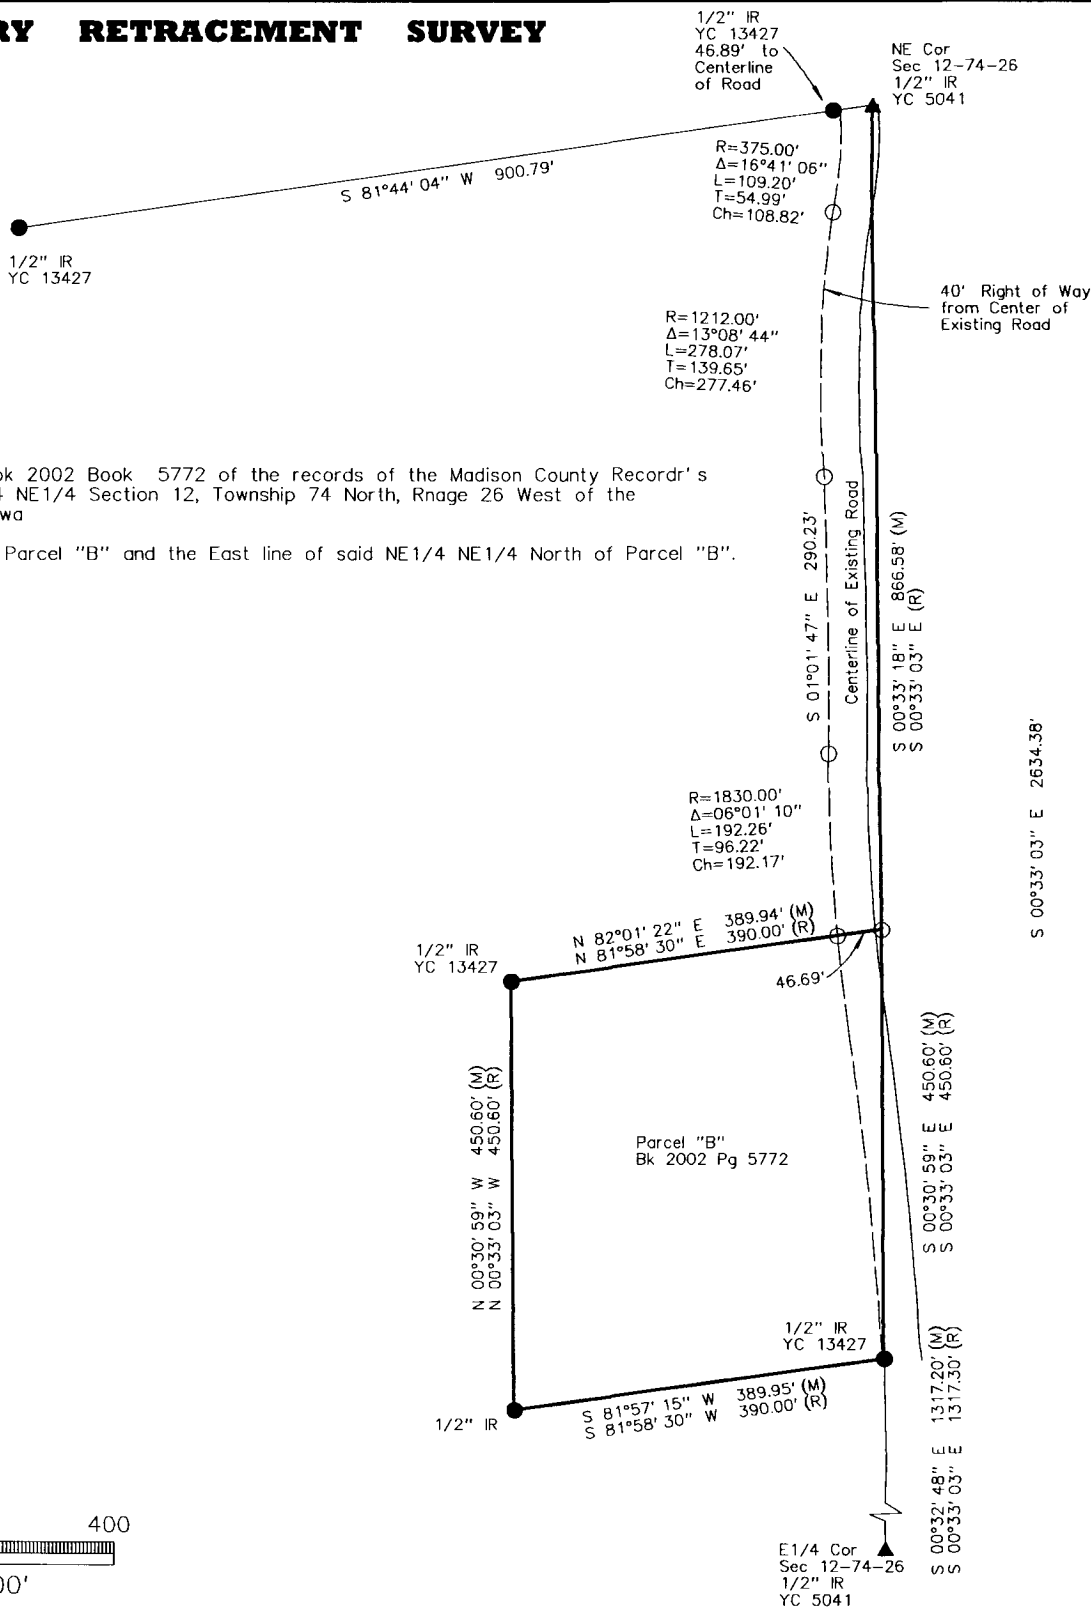 RY RETRACEMENT SURVEY
1/2" IR
YC 13427
46.89' to
Centerline
of Road
NE Cor
Sec 12-74-26
1/2" IR
YC 5041
S 81°44'04" W 900.79'
1/2" IR
YC 13427
R=375.00'
Δ=16°41'06"
L=109.20'
T=54.99'
Ch=108.82'
40' Right of Way
from Center of
Existing Road
R=1212.00'
Δ=13°08'44"
L=278.07'
T=139.65'
Ch=277.46'
ok 2002 Book 5772 of the records of the Madison County Recordr's
4 NE1/4 Section 12, Township 74 North, Rnage 26 West of the
wa
Parcel "B" and the East line of said NE1/4 NE1/4 North of Parcel "B".
S 01°01'47" E 290.23'
Centerline of Existing Road
S 00°33'18" E 866.58' (M)
S 00°33'03" E (R)
S 00°33'03" E 2634.38'
R=1830.00'
Δ=06°01'10"
L=192.26'
T=96.22'
Ch=192.17'
N 82°01'22" E 389.94' (M)
N 81°58'30" E 390.00' (R)
1/2" IR
YC 13427
46.69'
N 00°30'59" W 450.60' (M)
N 00°33'03" W 450.60' (R)
Parcel "B"
Bk 2002 Pg 5772
S 00°30'59" E 450.60' (M)
S 00°33'03" E 450.60' (R)
1/2" IR
YC 13427
1/2" IR
S 81°57'15" W 389.95' (M)
S 81°58'30" W 390.00' (R)
S 00°32'48" E 1317.20' (M)
S 00°33'03" E 1317.30' (R)
400
00'
E1/4 Cor
Sec 12-74-26
1/2" IR
YC 5041